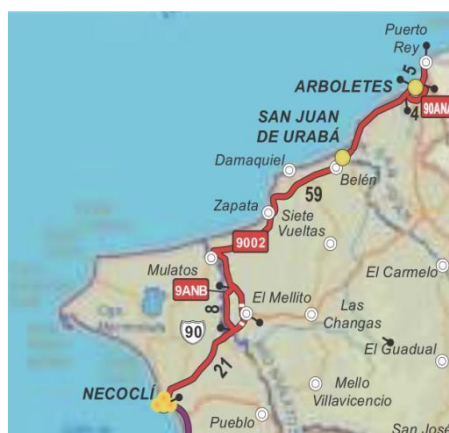 Puerto
Rey
5
ARBOLETES
4
90ANA
SAN JUAN
DE URABÁ
Damaquiel
Belén
59
Zapata
Siete
Vueltas
9002
Mulatos
El Carmelo
9ANB
El Mellito
Las
Changas
8
90
El Guadual
21
NECOCLÍ
Mello
Villavicencio
Pueblo
San José